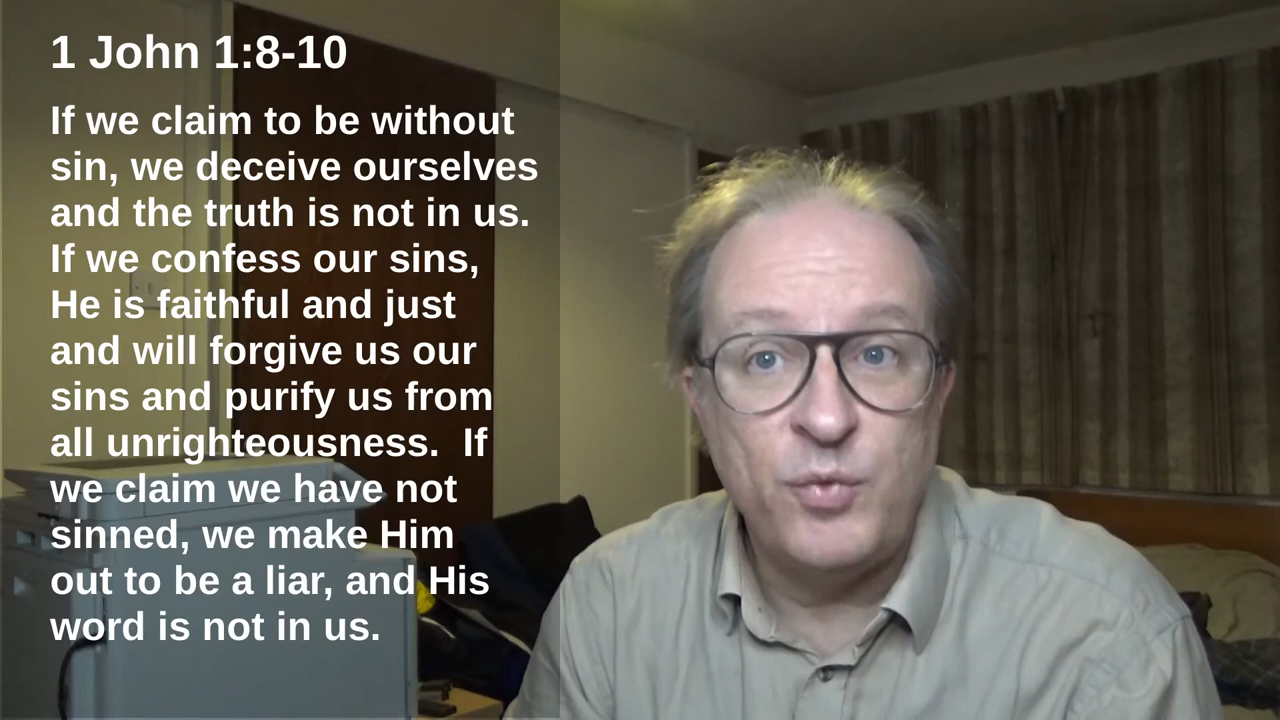 1 John 1:8-10
If we claim to be without
sin, we deceive ourselves
and the truth is not in us.
If we confess our sins,
He is faithful and just
and will forgive us our
sins and purify us from
all unrighteousness.  If
we claim we have not
sinned, we make Him
out to be a liar, and His
word is not in us.